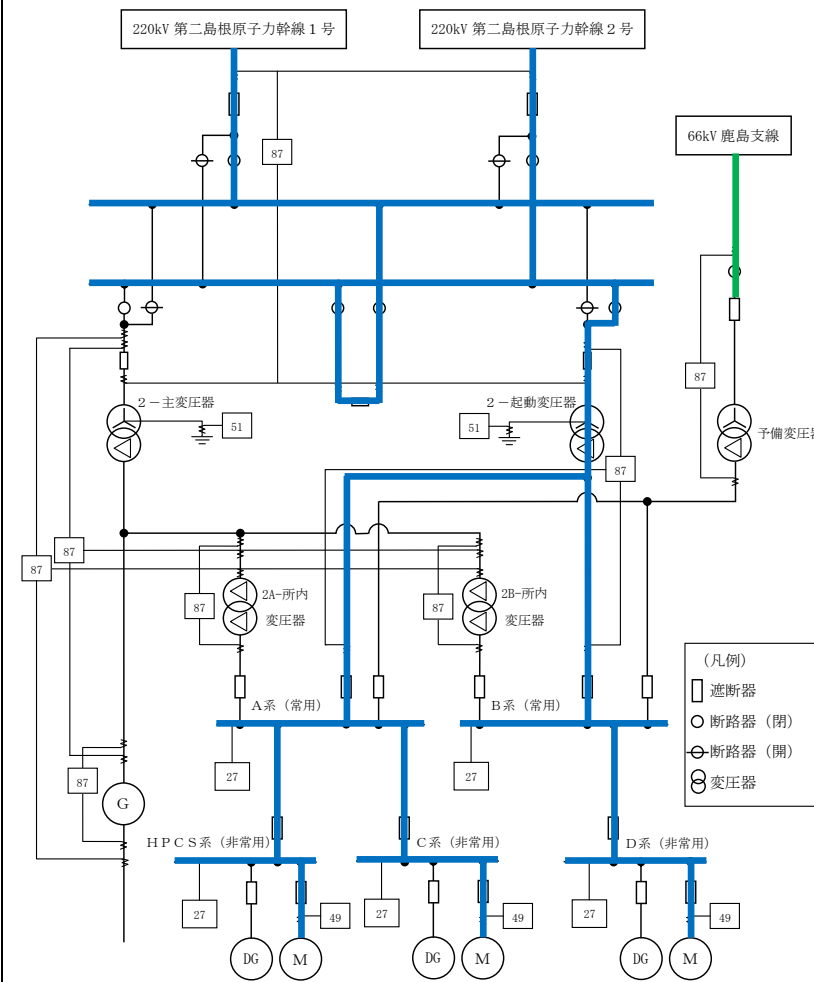 220kV 第二島根原子力幹線１号
220kV 第二島根原子力幹線２号
66kV 鹿島支線
87
87
２－主変圧器
51
２－起動変圧器
51
予備変圧器
87
87
87
87
2A-所内
変圧器
87
2B-所内
変圧器
（凡例）
遮断器
断路器（閉）
断路器（開）
変圧器
Ａ系（常用）
Ｂ系（常用）
27
27
87
G
ＨＰＣＳ系（非常用）
Ｃ系（非常用）
Ｄ系（非常用）
27
49
27
49
27
49
DG
M
DG
M
DG
M